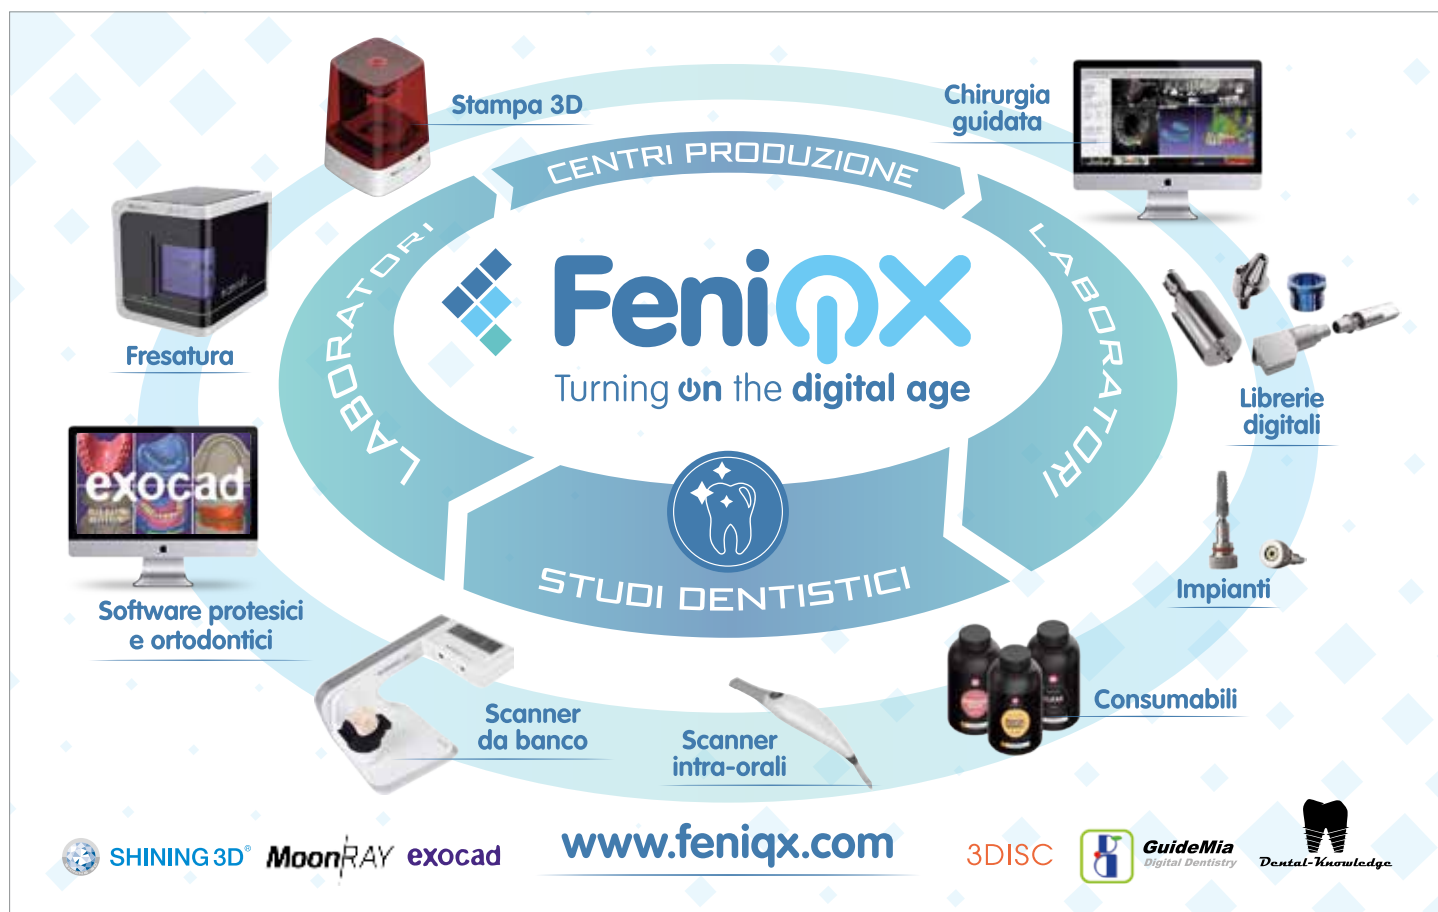 Stampa 3D
Chirurgia
guidata
CENTRI PRODUZIONE
LABORATORI
LABORATORI
FeniQX
Turning on the digital age
Fresatura
Librerie
digitali
exocad
STUDI DENTISTICI
Impianti
Software protesici
e ortodontici
Scanner
da banco
Scanner
intra-orali
Consumabili
SHINING 3D®
MoonRAY
exocad
www.feniqx.com
3DISC
GuideMia
Digital Dentistry
Dental-Knowledge